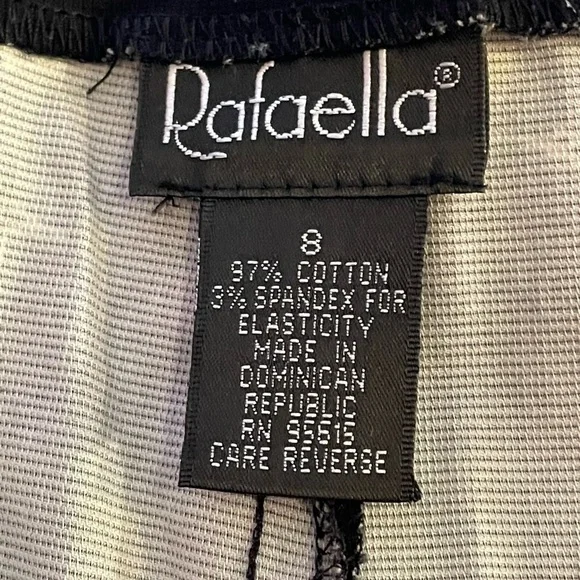 Rafaella®
8
97% COTTON
3% SPANDEX FOR
ELASTICITY
MADE IN
DOMINICAN
REPUBLIC
RN 95615
CARE REVERSE